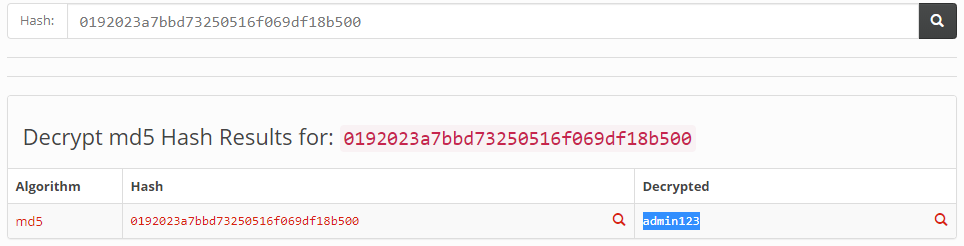 Hash: 0192023a7bbd73250516f069df18b500
Decrypt md5 Hash Results for: 0192023a7bbd73250516f069df18b500
Algorithm Hash Decrypted
md5 0192023a7bbd73250516f069df18b500 admin123